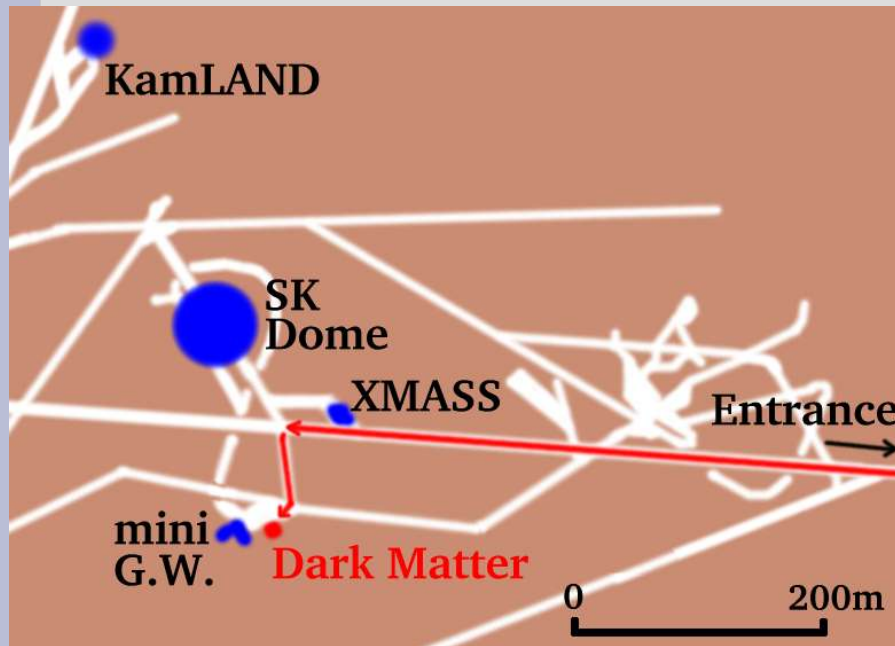 KamLAND
SK
Dome
XMASS
Entrance
mini
G.W.
Dark Matter
0 200m